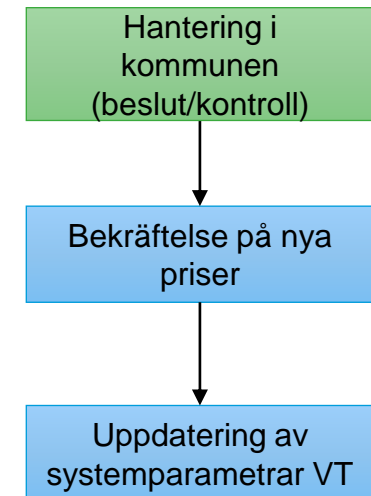 Hantering i
kommunen
(beslut/kontroll)
Bekräftelse på nya
priser
Uppdatering av
systemparametrar VT